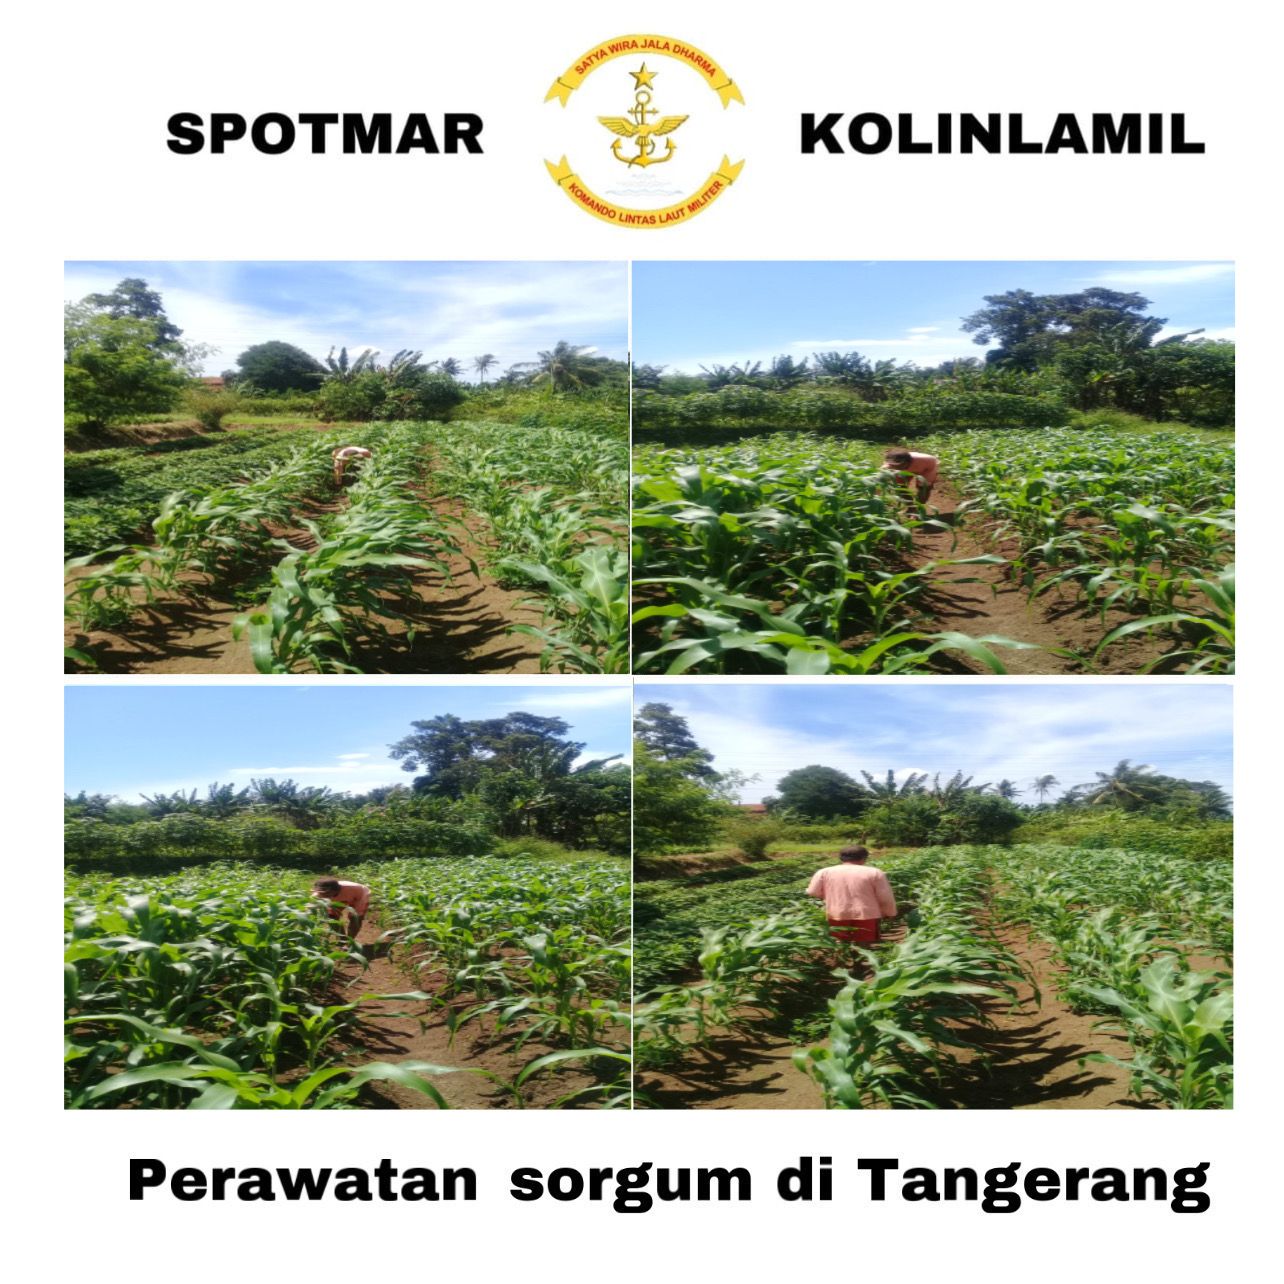 SATYA WIRA JALA DHARMA
SPOTMAR
KOLINLAMIL
KOMANDO LINTAS LAUT MILITER
Perawatan sorgum di Tangerang